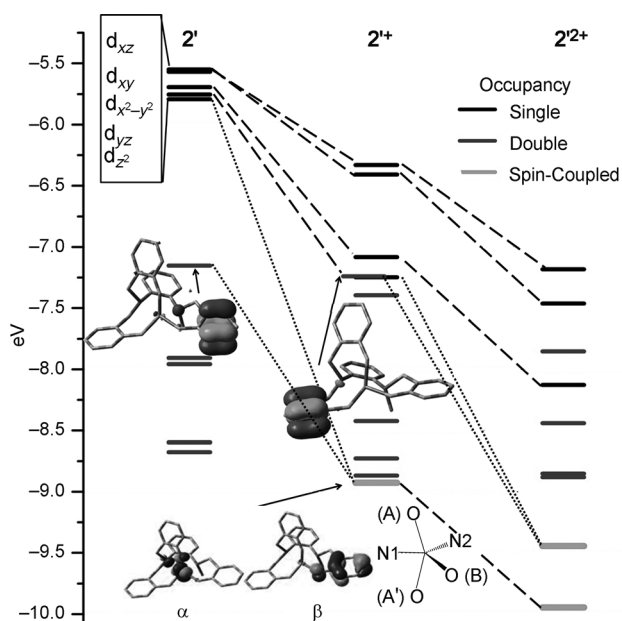 2' 2'+ 2'2+
dxz
dxy
dx2–y2
dyz
dz2
Occupancy
Single
Double
Spin-Coupled
eV
–5.5
–6.0
–6.5
–7.0
–7.5
–8.0
–8.5
–9.0
–9.5
–10.0
(A) O
N1 N2
O (B)
(A') O
α β